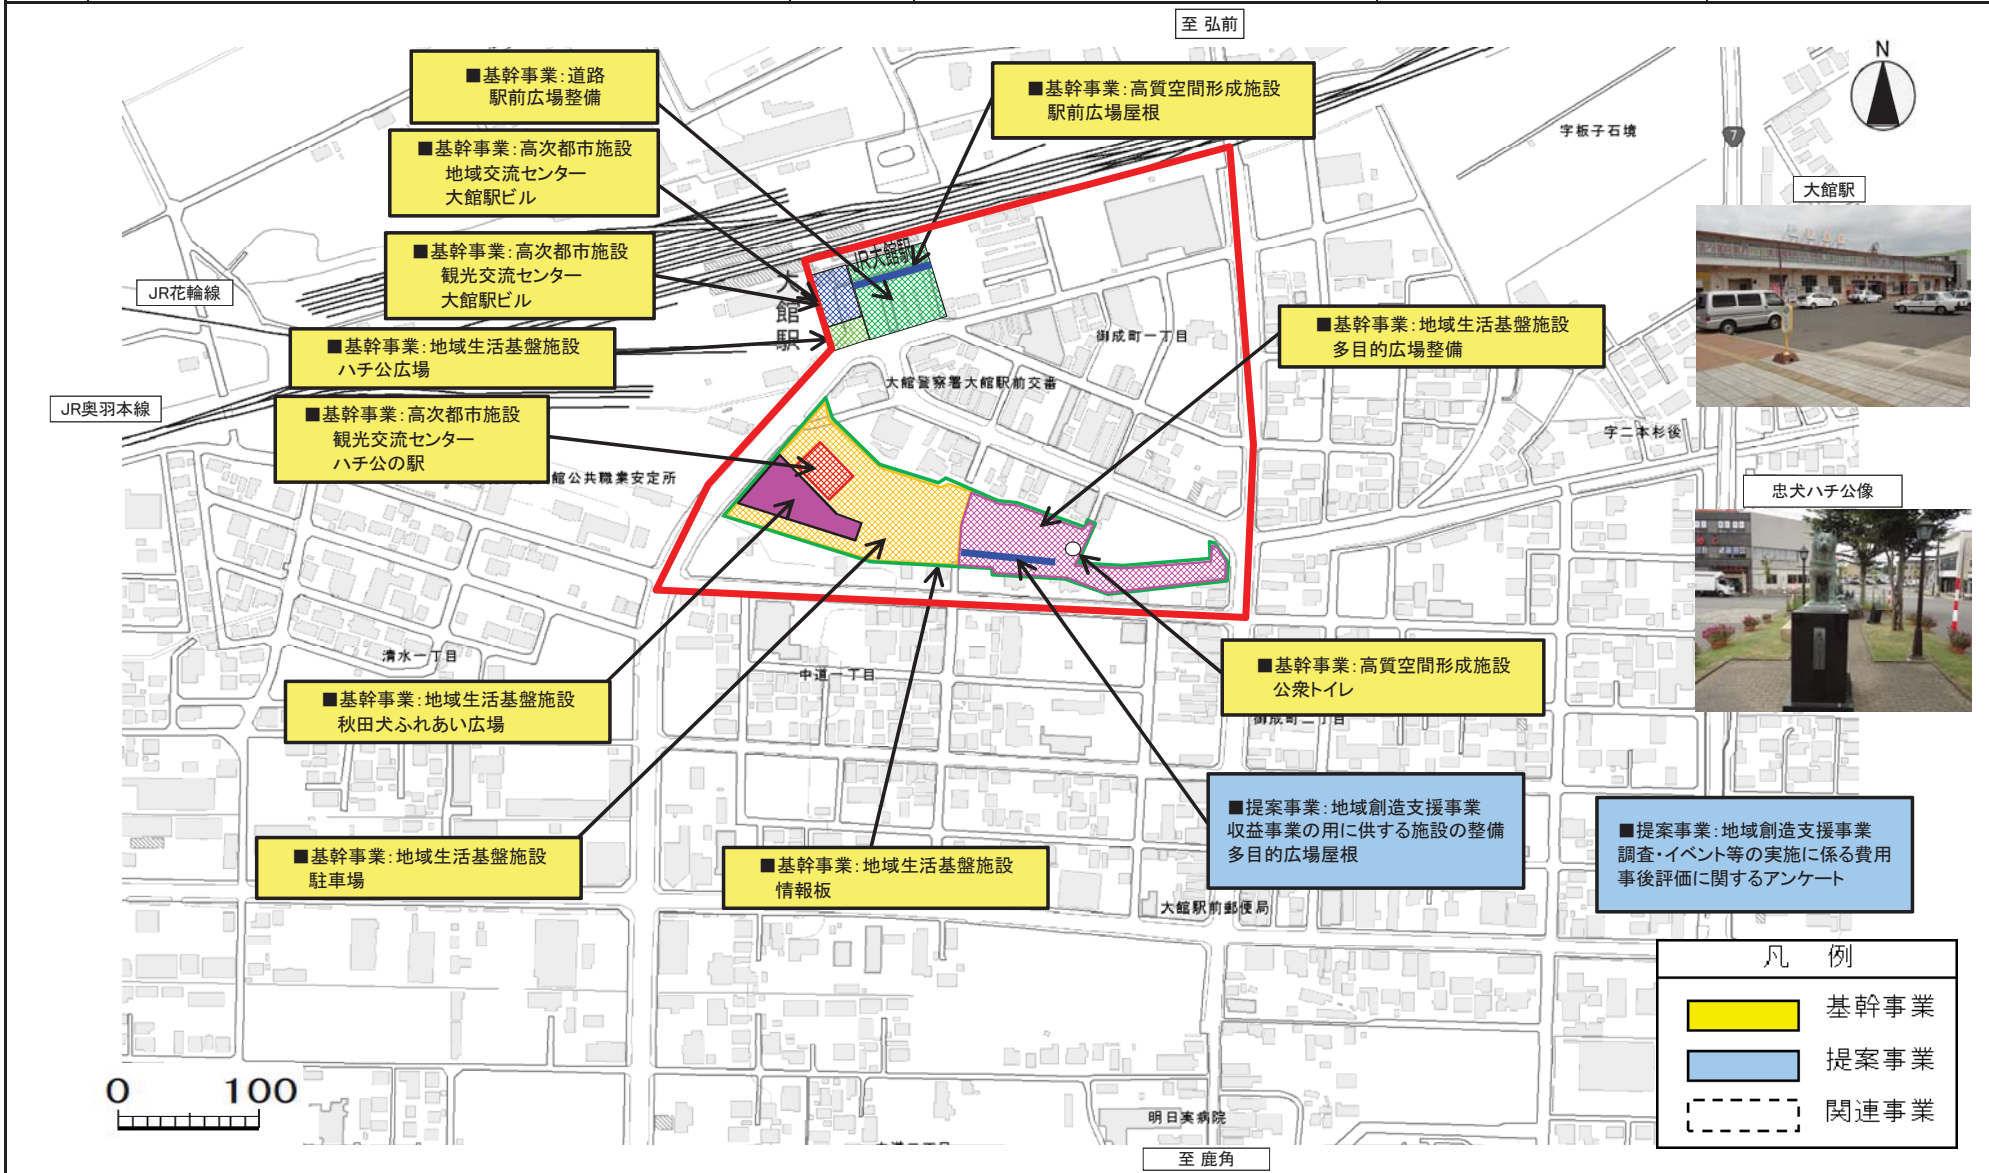 至 弘前
N
■基幹事業：道路
駅前広場整備
■基幹事業：高質空間形成施設
駅前広場屋根
字板子石境
7
■基幹事業：高次都市施設
地域交流センター
大館駅ビル
大館駅
■基幹事業：高次都市施設
観光交流センター
大館駅ビル
JR大館駅
大館駅
JR花輪線
■基幹事業：地域生活基盤施設
多目的広場整備
御成町一丁目
■基幹事業：地域生活基盤施設
ハチ公広場
大館警察署大館駅前交番
JR奥羽本線
■基幹事業：高次都市施設
観光交流センター
ハチ公の駅
字二本杉後
館公共職業安定所
忠犬ハチ公像
清水一丁目
中道一丁目
■基幹事業：高質空間形成施設
公衆トイレ
■基幹事業：地域生活基盤施設
秋田犬ふれあい広場
御成町二丁目
■提案事業：地域創造支援事業
収益事業の用に供する施設の整備
多目的広場屋根
■提案事業：地域創造支援事業
調査・イベント等の実施に係る費用
事後評価に関するアンケート
■基幹事業：地域生活基盤施設
駐車場
■基幹事業：地域生活基盤施設
情報板
大館駅前郵便局
凡 例
基幹事業
提案事業
関連事業
0 100
明日実病院
至 鹿角